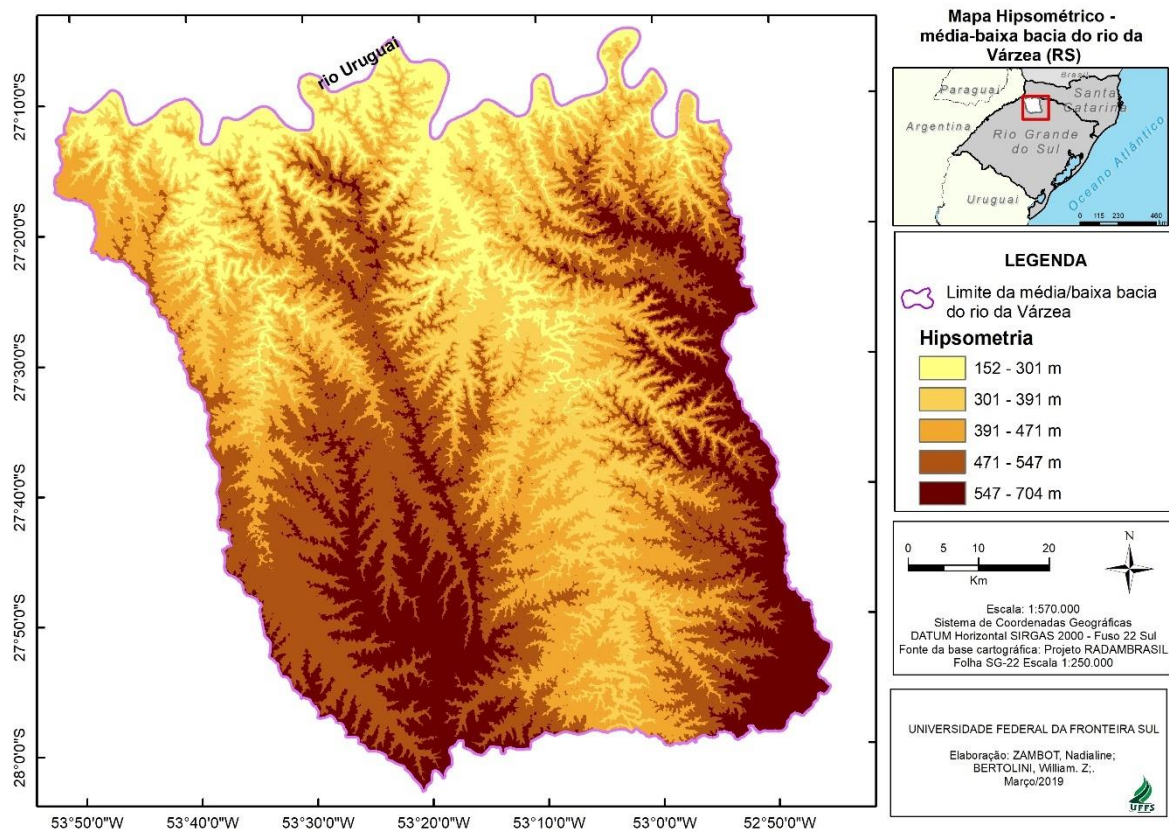 Mapa Hipsométrico -
média-baixa bacia do rio da
Várzea (RS)
Brasil
Paraguai
Santa
Catarina
Argentina
Rio Grande
do Sul
Uruguai
Oceano Atlântico
0 115 230 460
rio Uruguai
27°10'0"S
27°20'0"S
27°30'0"S
27°40'0"S
27°50'0"S
28°0'0"S
53°50'0"W 53°40'0"W 53°30'0"W 53°20'0"W 53°10'0"W 53°0'0"W 52°50'0"W
LEGENDA
Limite da média/baixa bacia
do rio da Várzea
Hipsometria
152 - 301 m
301 - 391 m
391 - 471 m
471 - 547 m
547 - 704 m
0 5 10 20
Km
N
Escala: 1:570.000
Sistema de Coordenadas Geográficas
DATUM Horizontal SIRGAS 2000 - Fuso 22 Sul
Fonte da base cartográfica: Projeto RADAMBRASIL
Folha SG-22 Escala 1:250.000
UNIVERSIDADE FEDERAL DA FRONTEIRA SUL
Elaboração: ZAMBOT, Nadialine;
BERTOLINI, William. Z;.
Março/2019
UFFS